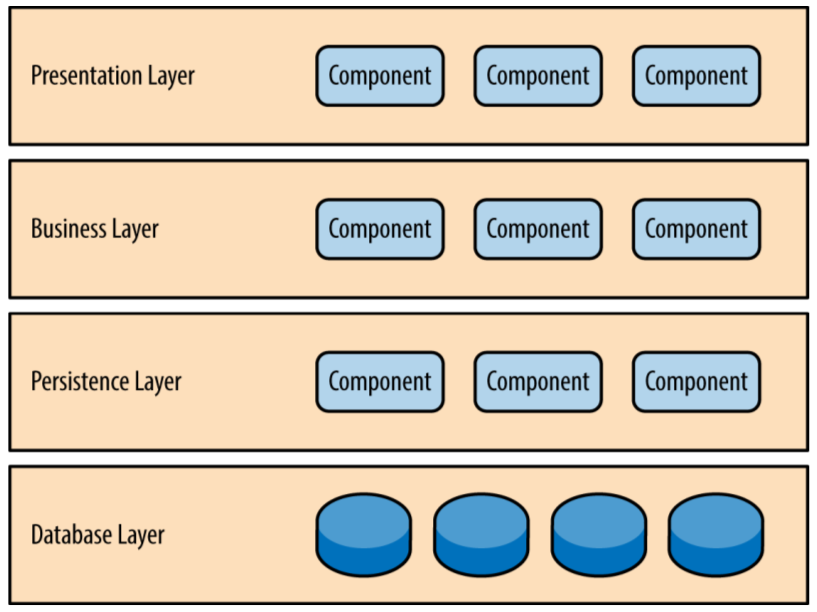 Presentation Layer Component Component Component
Business Layer Component Component Component
Persistence Layer Component Component Component
Database Layer